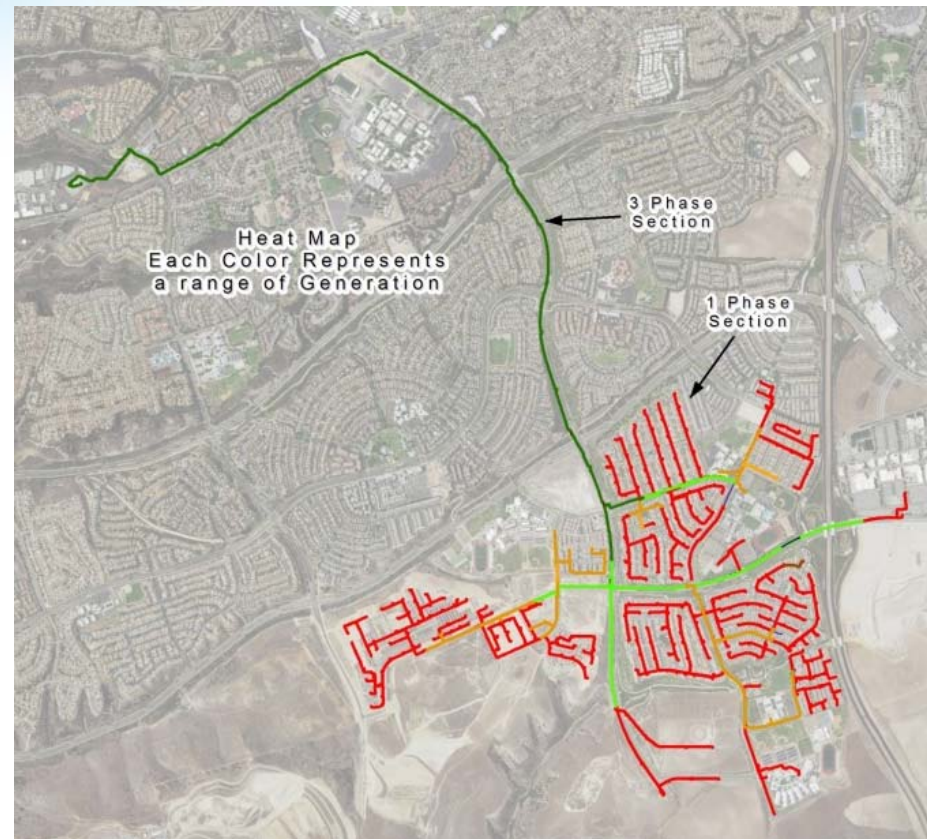 3 Phase
Section
Heat Map
Each Color Represents
a range of Generation
1 Phase
Section